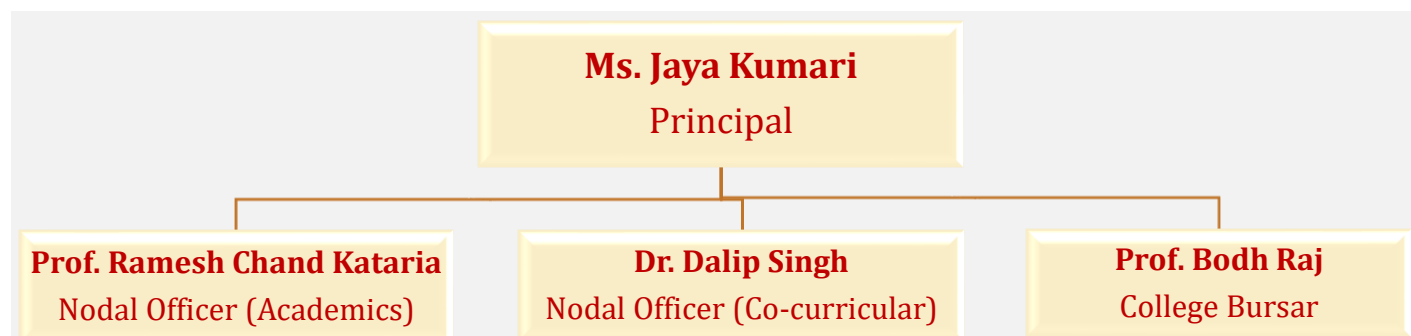 Ms. Jaya Kumari
Principal
Prof. Ramesh Chand Kataria
Nodal Officer (Academics)
Dr. Dalip Singh
Nodal Officer (Co-curricular)
Prof. Bodh Raj
College Bursar